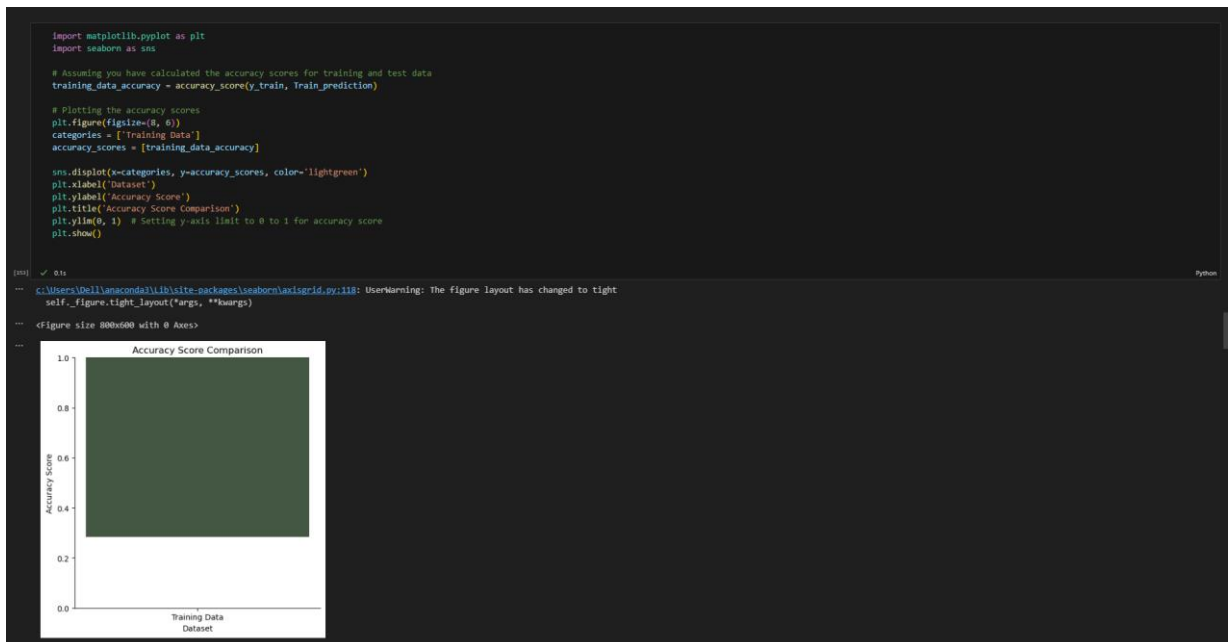 import matplotlib.pyplot as plt
import seaborn as sns
# Assuming you have calculated the accuracy scores for training and test data
training_data_accuracy = accuracy_score(y_train, Train_prediction)
# Plotting the accuracy scores
plt.figure(figsize=(8, 6))
categories = ['Training Data']
accuracy_scores = [training_data_accuracy]
sns.displot(x=categories, y=accuracy_scores, color='lightgreen')
plt.xlabel('Dataset')
plt.ylabel('Accuracy Score')
plt.title('Accuracy Score Comparison')
plt.ylim(0, 1)  # Setting y-axis limit to 0 to 1 for accuracy score
plt.show()
✓ 0.1s
Python
c:\Users\Dell\anaconda3\Lib\site-packages\seaborn\axisgrid.py:118: UserWarning: The figure layout has changed to tight
self._figure.tight_layout(*args, **kwargs)
<Figure size 800x600 with 0 Axes>
Accuracy Score Comparison
1.0
0.8
0.6
0.4
0.2
0.0
Accuracy Score
Training Data
Dataset